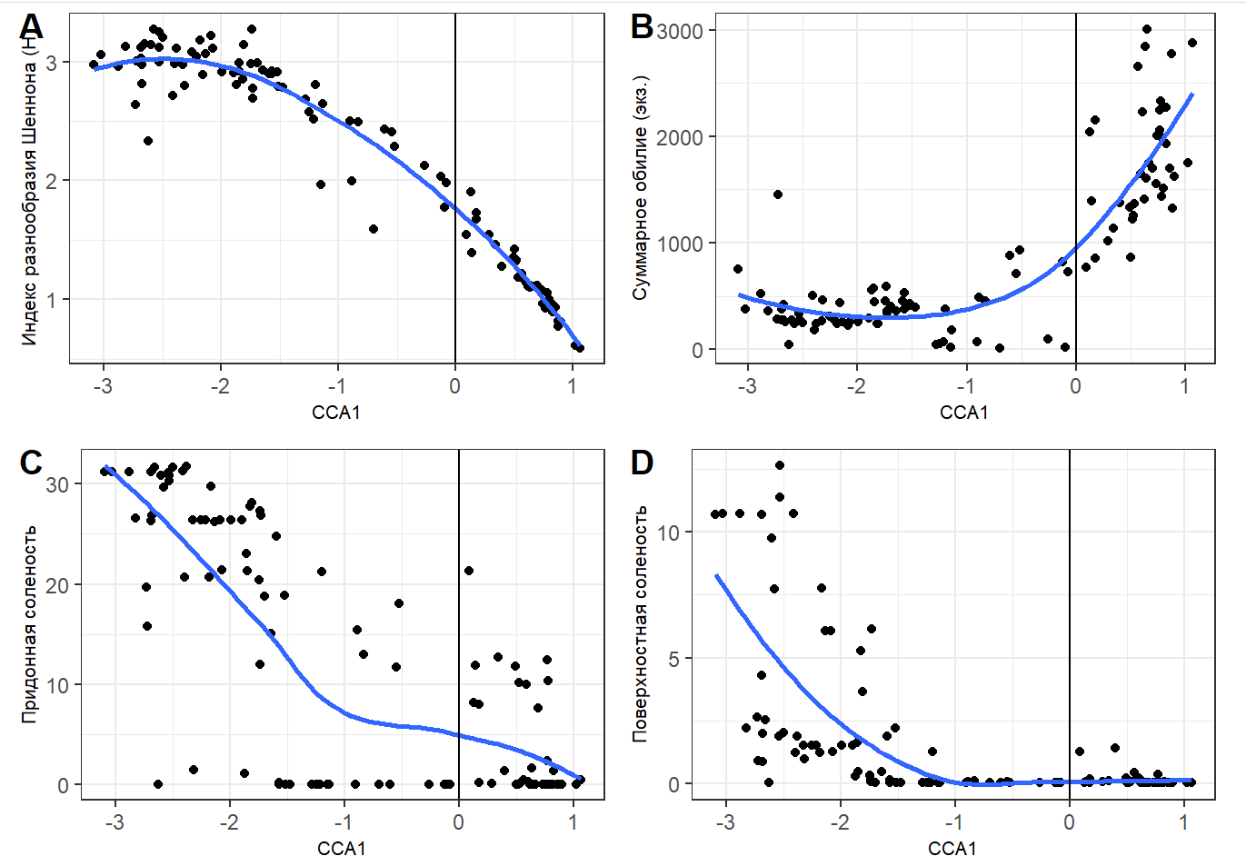 A
Индекс разнообразия Шеннона (H)
3
2
1
-3 -2 -1 0 1
CCA1
B
Суммарное обилие (экз.)
3000
2000
1000
0
-3 -2 -1 0 1
CCA1
C
Придонная соленость
30
20
10
0
-3 -2 -1 0 1
CCA1
D
Поверхностная соленость
10
5
0
-3 -2 -1 0 1
CCA1